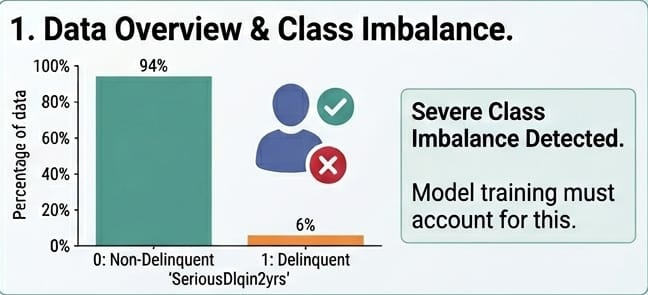 1. Data Overview & Class Imbalance.
100%
80%
60%
40%
20%
0%
Percentage of data
94%
6%
0: Non-Delinquent
1: Delinquent
'SeriousDlqin2yrs'
Severe Class
Imbalance Detected.
Model training must
account for this.